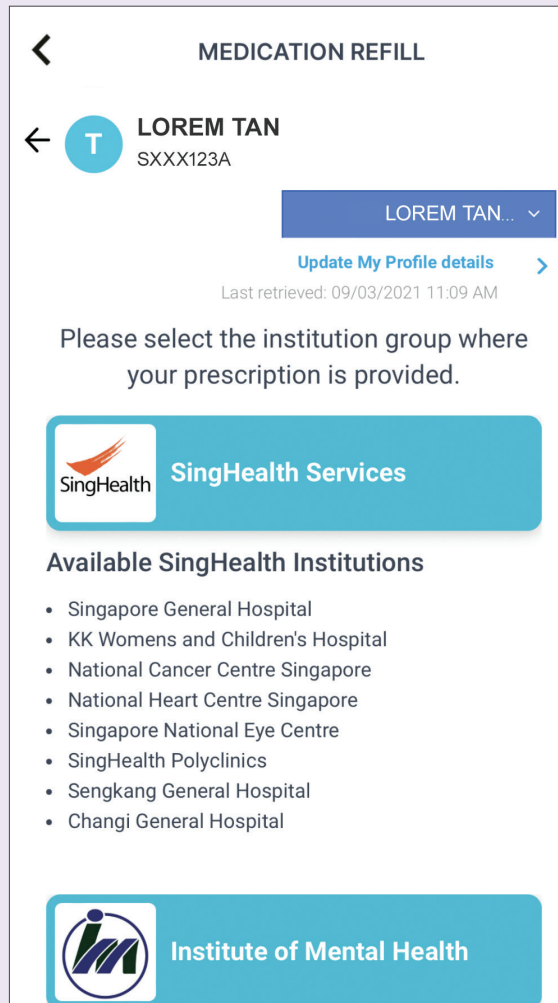 MEDICATION REFILL
T
LOREM TAN
SXXX123A
LOREM TAN...
Update My Profile details
Last retrieved: 09/03/2021 11:09 AM
Please select the institution group where
your prescription is provided.
SingHealth
SingHealth Services
Available SingHealth Institutions
• Singapore General Hospital
• KK Womens and Children's Hospital
• National Cancer Centre Singapore
• National Heart Centre Singapore
• Singapore National Eye Centre
• SingHealth Polyclinics
• Sengkang General Hospital
• Changi General Hospital
im
Institute of Mental Health